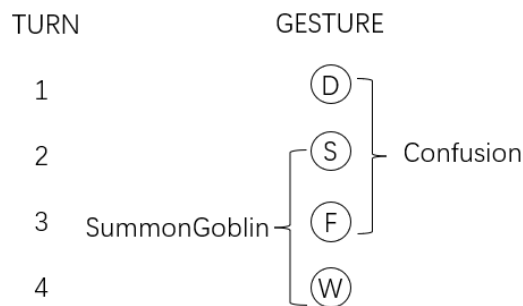 TURN GESTURE
1 D
2 S
Confusion
3 SummonGoblin F
4 W